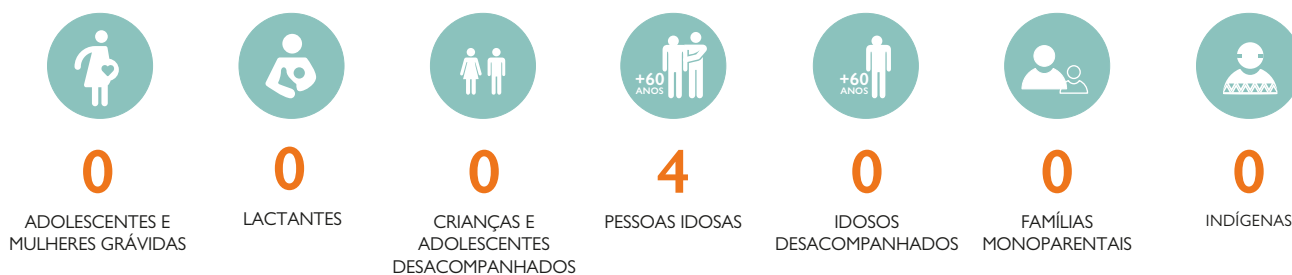 +60
ANOS
+60
ANOS
0
0
0
4
0
0
0
ADOLESCENTES E
MULHERES GRÁVIDAS
LACTANTES
CRIANÇAS E
ADOLESCENTES
DESACOMPANHADOS
PESSOAS IDOSAS
IDOSOS
DESACOMPANHADOS
FAMÍLIAS
MONOPARENTAIS
INDÍGENAS